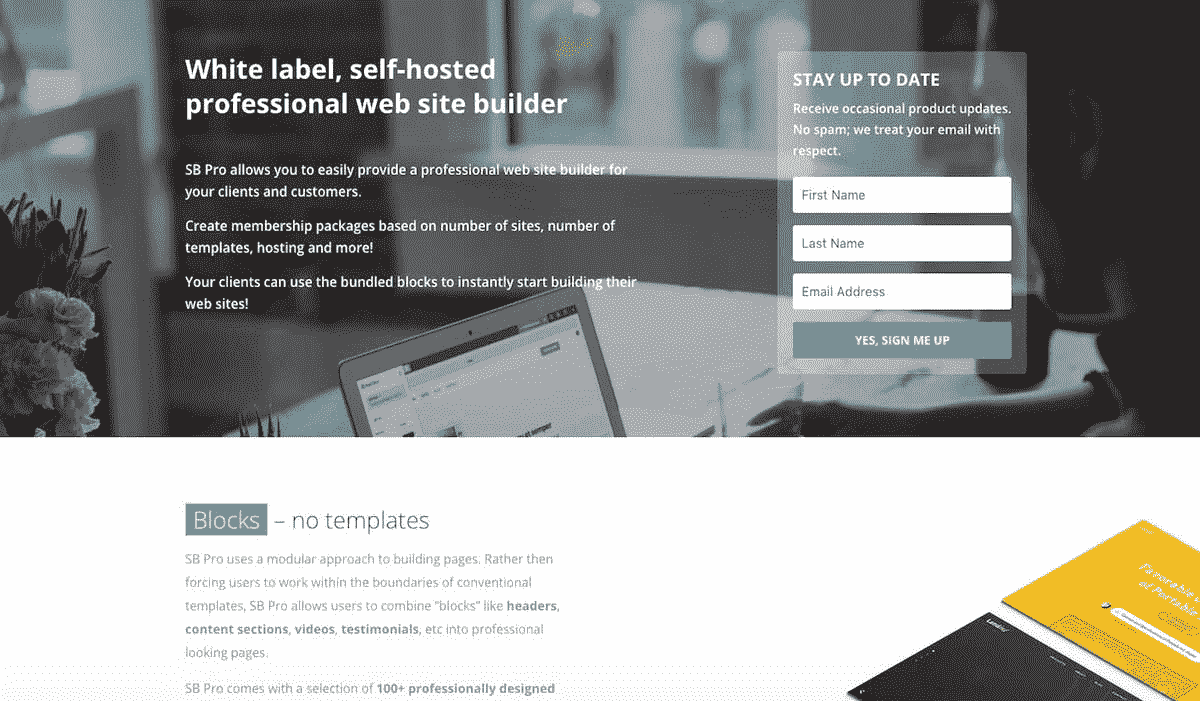 White label, self-hosted
professional web site builder
SB Pro allows you to easily provide a professional web site builder for
your clients and customers.
Create membership packages based on number of sites, number of
templates, hosting and more!
Your clients can use the bundled blocks to instantly start building their
web sites!
STAY UP TO DATE
Receive occasional product updates.
No spam; we treat your email with
respect.
First Name
Last Name
Email Address
YES, SIGN ME UP
Blocks – no templates
SB Pro uses a modular approach to building pages. Rather then
forcing users to work within the boundaries of conventional
templates, SB Pro allows users to combine “blocks” like headers,
content sections, videos, testimonials, etc into professional
looking pages.
SB Pro comes with a selection of 100+ professionally designed
Favorable
of Portable